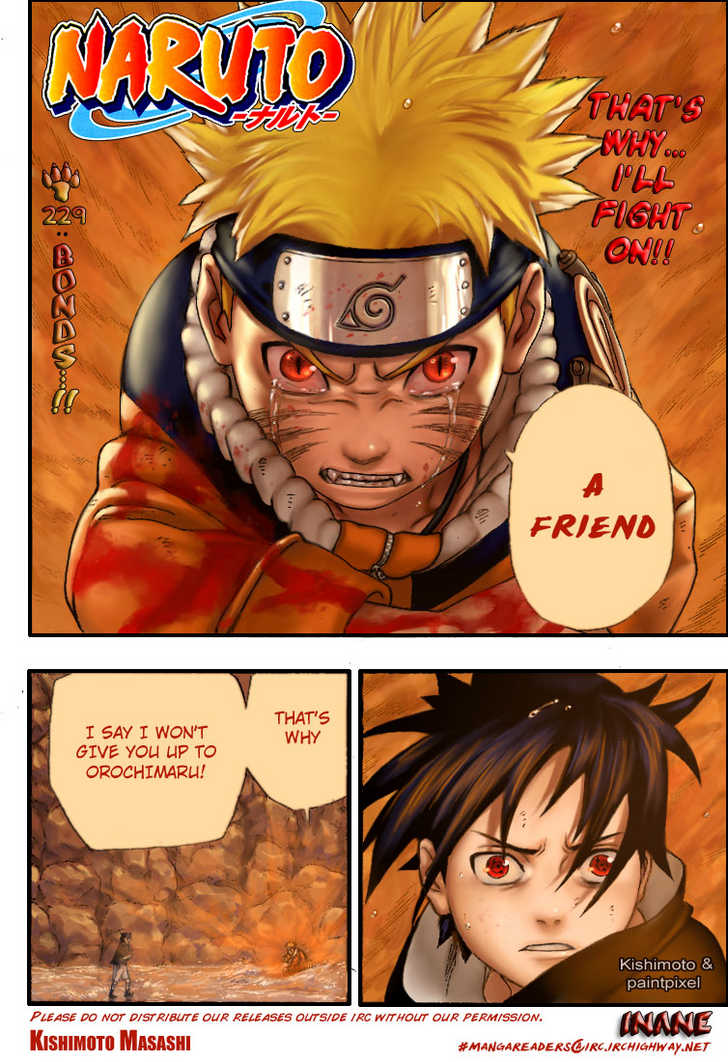 NARUTO
-ナルト-
THAT'S
WHY...
I'LL
FIGHT
ON!!
229
: BONDS...!!
A
FRIEND
THAT'S
WHY
I SAY I WON'T
GIVE YOU UP TO
OROCHIMARU!
Kishimoto &
paintpixel
PLEASE DO NOT DISTRIBUTE OUR RELEASES OUTSIDE IRC WITHOUT OUR PERMISSION.
KISHIMOTO MASASHI
INANE
#MANGAREADERS@IRC.IRCHIGHWAY.NET